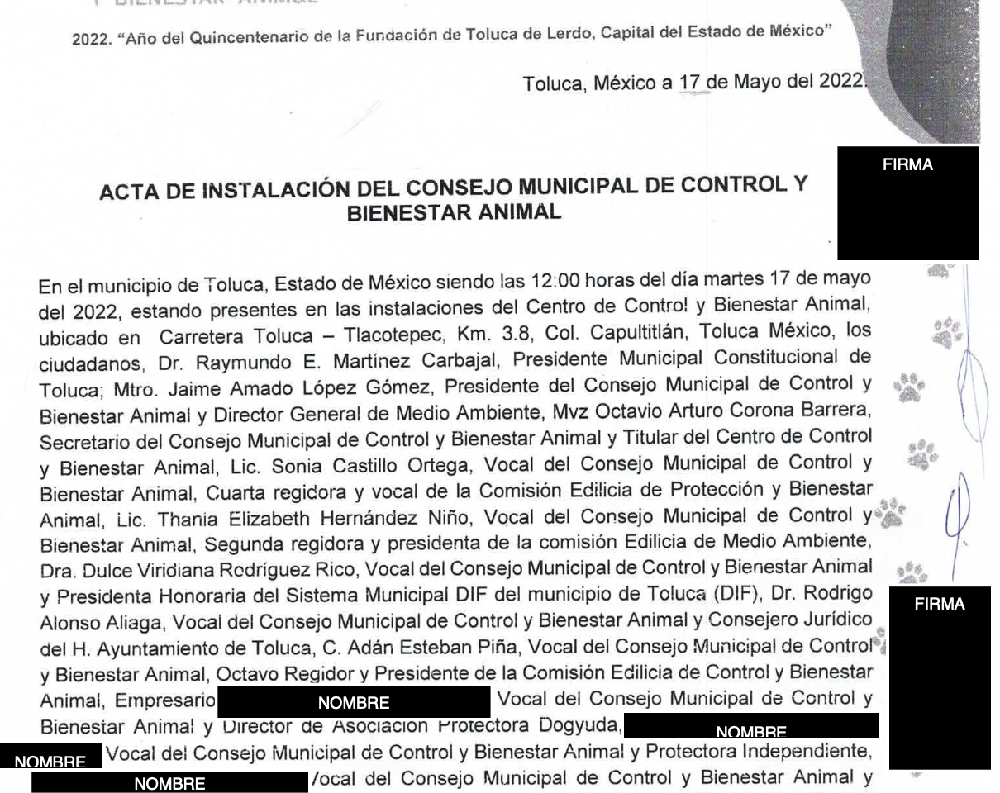 Y BIENESTAR ANIMAL
2022. “Año del Quincentenario de la Fundación de Toluca de Lerdo, Capital del Estado de México”
Toluca, México a 17 de Mayo del 2022.
FIRMA
ACTA DE INSTALACIÓN DEL CONSEJO MUNICIPAL DE CONTROL Y
BIENESTAR ANIMAL
En el municipio de Toluca, Estado de México siendo las 12:00 horas del día martes 17 de mayo
del 2022, estando presentes en las instalaciones del Centro de Control y Bienestar Animal,
ubicado en Carretera Toluca – Tlacotepec, Km. 3.8, Col. Capultitlán, Toluca México, los
ciudadanos, Dr. Raymundo E. Martínez Carbajal, Presidente Municipal Constitucional de
Toluca; Mtro. Jaime Amado López Gómez, Presidente del Consejo Municipal de Control y
Bienestar Animal y Director General de Medio Ambiente, Mvz Octavio Arturo Corona Barrera,
Secretario del Consejo Municipal de Control y Bienestar Animal y Titular del Centro de Control
y Bienestar Animal, Lic. Sonia Castillo Ortega, Vocal del Consejo Municipal de Control y
Bienestar Animal, Cuarta regidora y vocal de la Comisión Edilicia de Protección y Bienestar
Animal, Lic. Thania Elizabeth Hernández Niño, Vocal del Consejo Municipal de Control y
Bienestar Animal, Segunda regidora y presidenta de la comisión Edilicia de Medio Ambiente,
Dra. Dulce Viridiana Rodríguez Rico, Vocal del Consejo Municipal de Control y Bienestar Animal
y Presidenta Honoraria del Sistema Municipal DIF del municipio de Toluca (DIF), Dr. Rodrigo
Alonso Aliaga, Vocal del Consejo Municipal de Control y Bienestar Animal y Consejero Jurídico
del H. Ayuntamiento de Toluca, C. Adán Esteban Piña, Vocal del Consejo Municipal de Control
y Bienestar Animal, Octavo Regidor y Presidente de la Comisión Edilicia de Control y Bienestar
FIRMA
Animal, Empresario NOMBRE Vocal del Consejo Municipal de Control y
Bienestar Animal y Director de Asociación Protectora Dogyuda, NOMBRE
NOMBRE Vocal del Consejo Municipal de Control y Bienestar Animal y Protectora Independiente,
NOMBRE Vocal del Consejo Municipal de Control y Bienestar Animal y